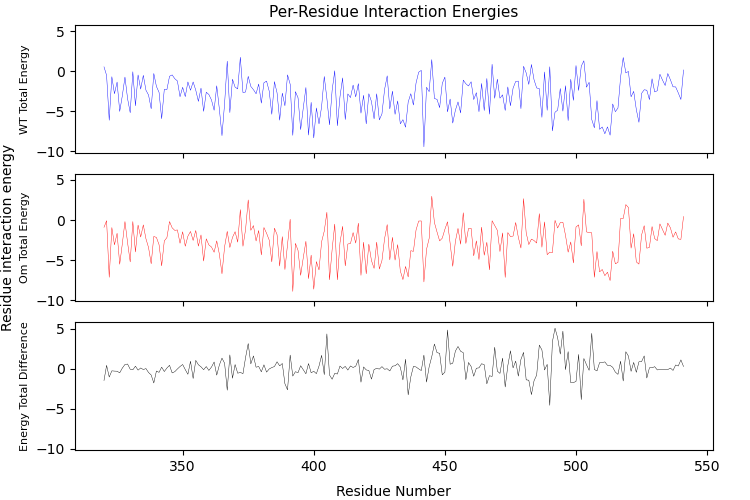 Per-Residue Interaction Energies
WT Total Energy
5
0
−5
−10
Residue interaction energy
Om Total Energy
5
0
−5
−10
Energy Total Difference
5
0
−5
−10
350 400 450 500 550
Residue Number